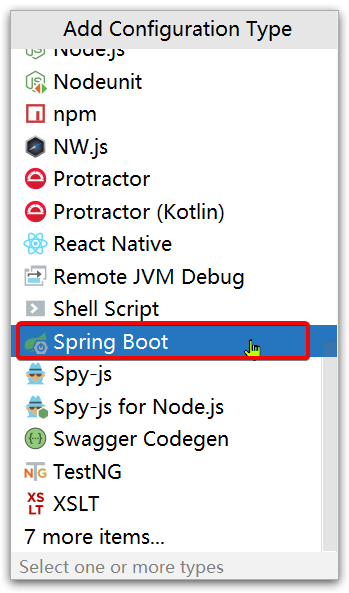 Add Configuration Type
Node.js
Nodeunit
npm
NW.js
Protractor
Protractor (Kotlin)
React Native
Remote JVM Debug
Shell Script
Spring Boot
Spy-js
Spy-js for Node.js
Swagger Codegen
TestNG
XSLT
7 more items...
Select one or more types